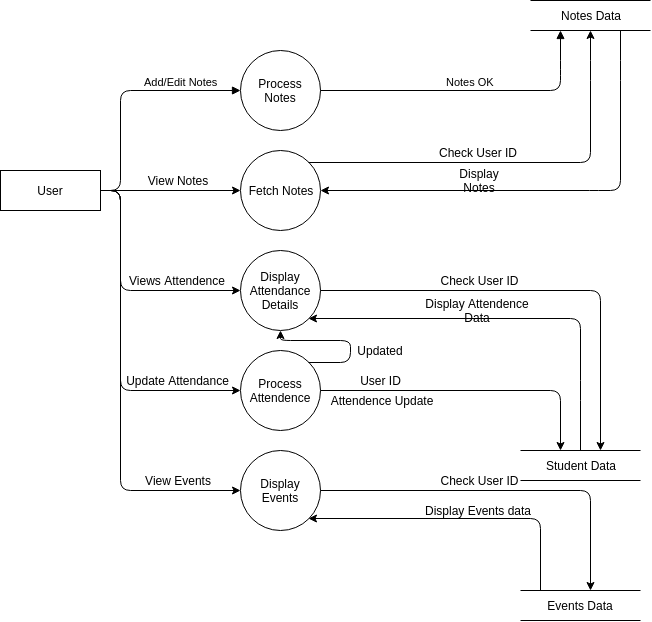 Notes Data
Add/Edit Notes
Process
Notes
Notes OK
Check User ID
User
View Notes
Fetch Notes
Display
Notes
Views Attendence
Display
Attendance
Details
Check User ID
Display Attendence
Data
Updated
Update Attendance
Process
Attendence
User ID
Attendence Update
Student Data
View Events
Display
Events
Check User ID
Display Events data
Events Data